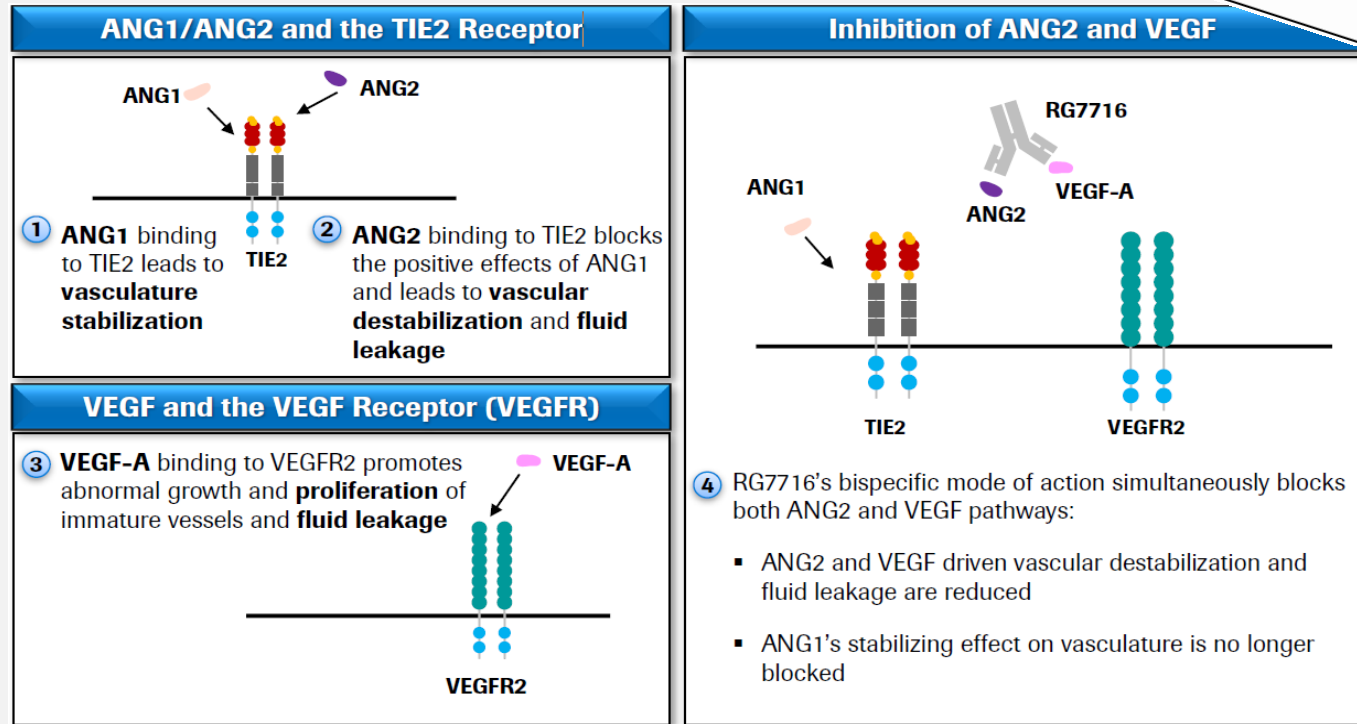 ANG1/ANG2 and the TIE2 Receptor
ANG1
ANG2
TIE2
1
ANG1 binding
to TIE2 leads to
vasculature
stabilization
2
ANG2 binding to TIE2 blocks
the positive effects of ANG1
and leads to vascular
destabilization and fluid
leakage
VEGF and the VEGF Receptor (VEGFR)
3
VEGF-A binding to VEGFR2 promotes
abnormal growth and proliferation of
immature vessels and fluid leakage
VEGF-A
VEGFR2
Inhibition of ANG2 and VEGF
RG7716
ANG1
VEGF-A
ANG2
TIE2
VEGFR2
4
RG7716's bispecific mode of action simultaneously blocks
both ANG2 and VEGF pathways:
▪ ANG2 and VEGF driven vascular destabilization and
fluid leakage are reduced
▪ ANG1's stabilizing effect on vasculature is no longer
blocked